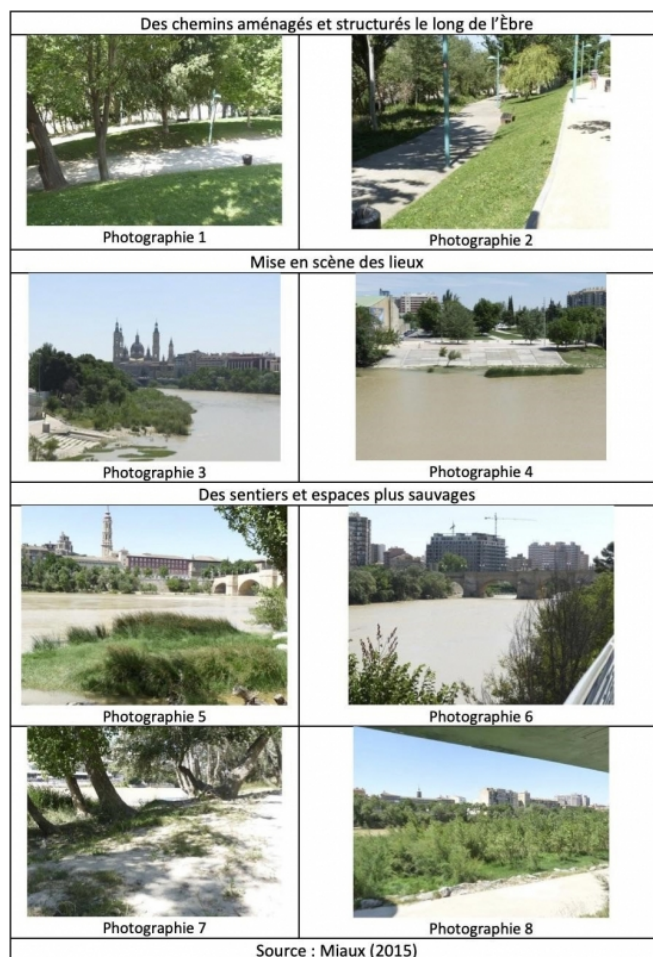 Des chemins aménagés et structurés le long de l'Èbre
Photographie 1
Photographie 2
Mise en scène des lieux
Photographie 3
Photographie 4
Des sentiers et espaces plus sauvages
Photographie 5
Photographie 6
Photographie 7
Photographie 8
Source : Miaux (2015)